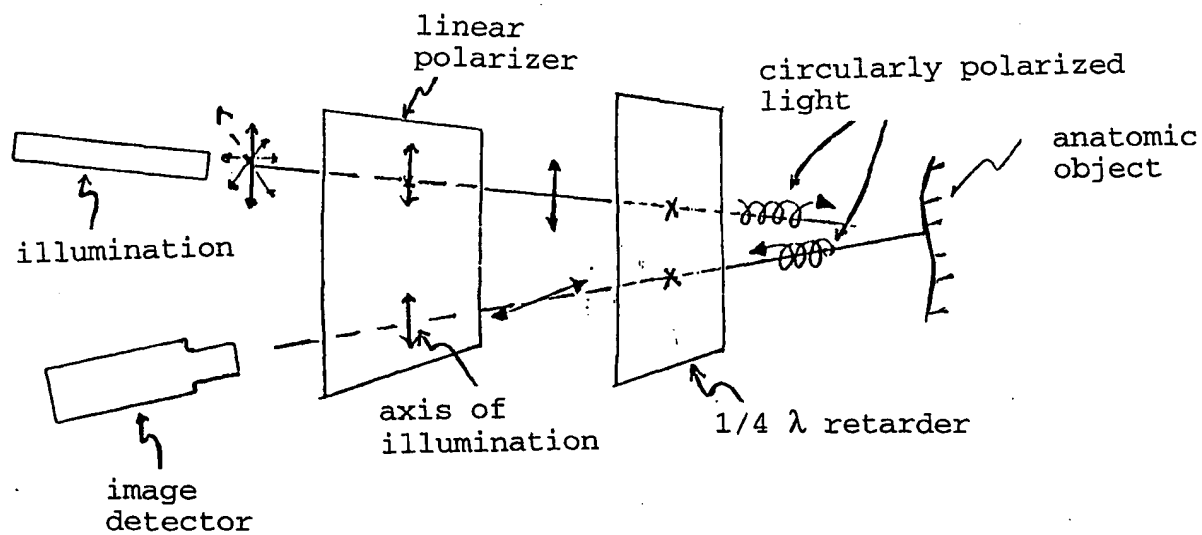 linear
polarizer
circularly polarized
light
anatomic
object
illumination
axis of
illumination
1/4 λ retarder
image
detector